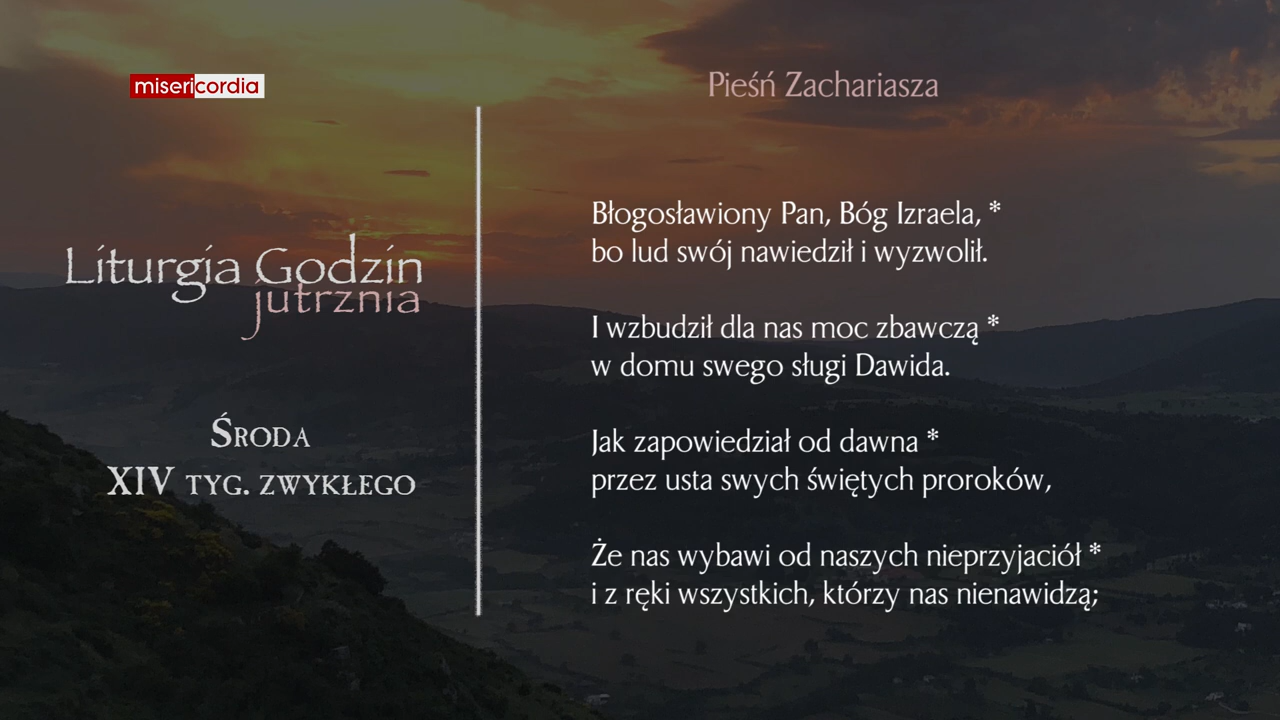 misericordia
Liturgia Godzin
jutrznia
Środa
XIV tyg. zwykłego
Pieśń Zachariasza
Błogosławiony Pan, Bóg Izraela, *
bo lud swój nawiedził i wyzwolił.
I wzbudził dla nas moc zbawczą *
w domu swego sługi Dawida.
Jak zapowiedział od dawna *
przez usta swych świętych proroków,
Że nas wybawi od naszych nieprzyjaciół *
i z ręki wszystkich, którzy nas nienawidzą;